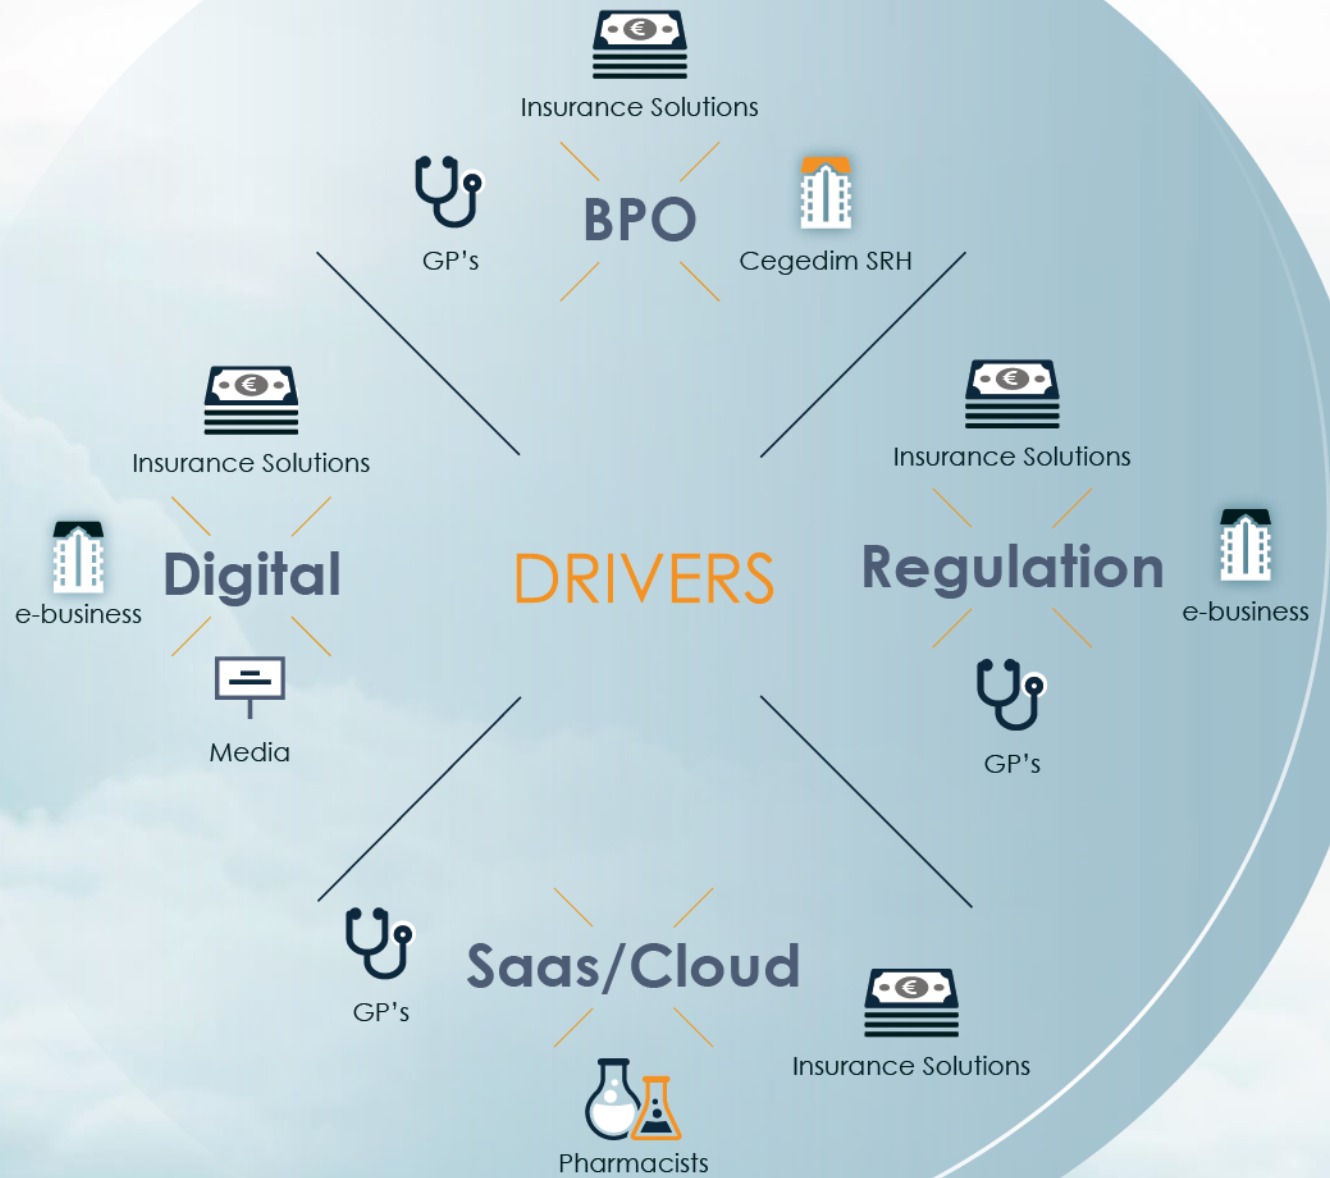 Insurance Solutions
BPO
GP's
Cegedim SRH
Insurance Solutions
Digital
e-business
Media
DRIVERS
Insurance Solutions
Regulation
e-business
GP's
Saas/Cloud
GP's
Insurance Solutions
Pharmacists